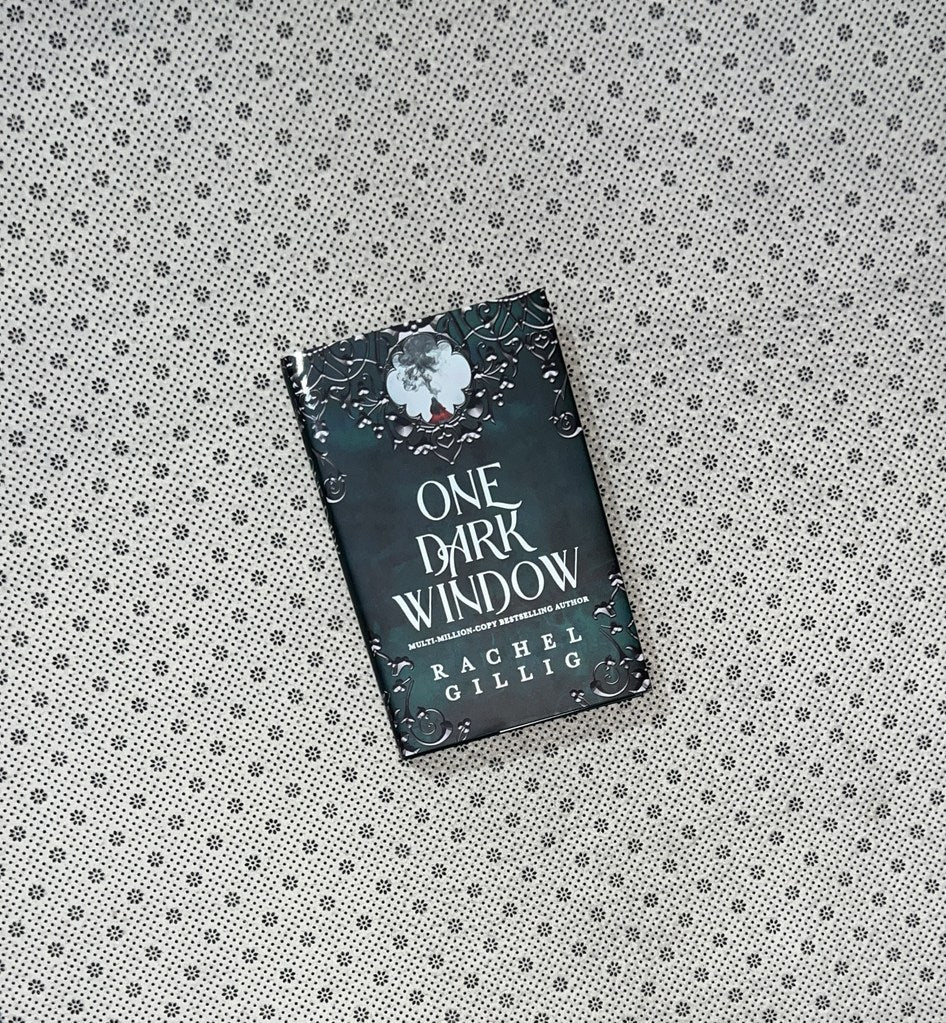 ONE
DARK
WINDOW
MULTI-MILLION-COPY BESTSELLING AUTHOR
RACHEL
GILLIG